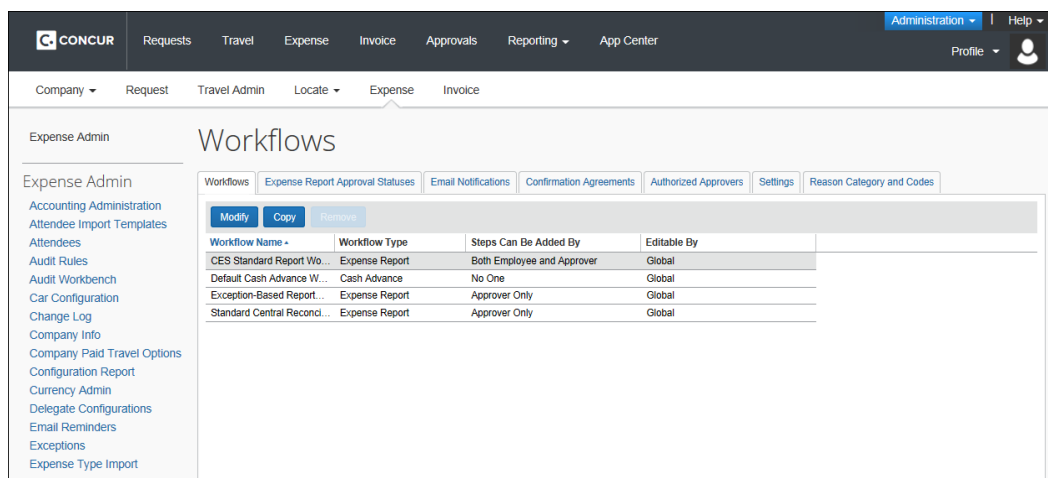 Administration | Help
C. CONCUR Requests Travel Expense Invoice Approvals Reporting App Center
Profile
Company Request Travel Admin Locate Expense Invoice
Expense Admin
Workflows
Expense Admin
Workflows Expense Report Approval Statuses Email Notifications Confirmation Agreements Authorized Approvers Settings Reason Category and Codes
Accounting Administration
Attendee Import Templates
Attendees
Audit Rules
Audit Workbench
Car Configuration
Change Log
Company Info
Company Paid Travel Options
Configuration Report
Currency Admin
Delegate Configurations
Email Reminders
Exceptions
Expense Type Import
Modify Copy Remove
Workflow Name Workflow Type Steps Can Be Added By Editable By
CES Standard Report Wo... Expense Report Both Employee and Approver Global
Default Cash Advance W... Cash Advance No One Global
Exception-Based Report... Expense Report Approver Only Global
Standard Central Reconci... Expense Report Approver Only Global